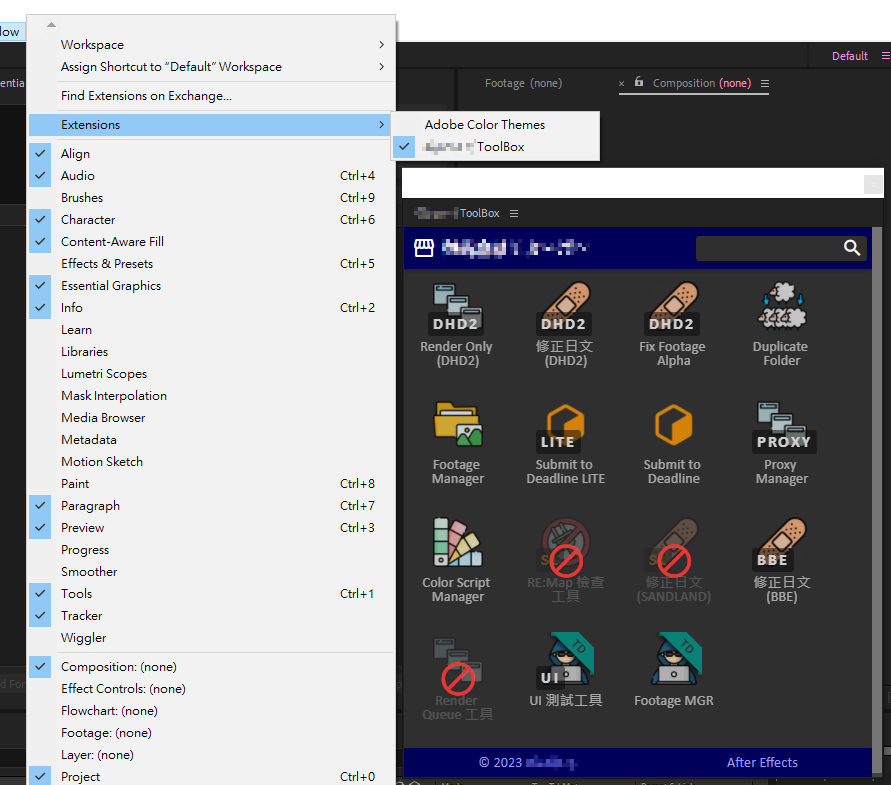 low
Workspace
Assign Shortcut to “Default” Workspace
Find Extensions on Exchange...
Extensions
Align
Audio Ctrl+4
Brushes Ctrl+9
Character Ctrl+6
Content-Aware Fill
Effects & Presets Ctrl+5
Essential Graphics
Info Ctrl+2
Learn
Libraries
Lumetri Scopes
Mask Interpolation
Media Browser
Metadata
Motion Sketch
Paint Ctrl+8
Paragraph Ctrl+7
Preview Ctrl+3
Progress
Smoother
Tools Ctrl+1
Tracker
Wiggler
Composition: (none)
Effect Controls: (none)
Flowchart: (none)
Footage: (none)
Layer: (none)
Project Ctrl+0
Adobe Color Themes
ToolBox
Default
entia
Footage (none)
Composition (none)
ToolBox
DHD2
Render Only
(DHD2)
DHD2
修正日文
(DHD2)
DHD2
Fix Footage
Alpha
Duplicate
Folder
Footage
Manager
LITE
Submit to
Deadline LITE
Submit to
Deadline
PROXY
Proxy
Manager
Color Script
Manager
RE:Map 檢查
工具
修正日文
(SANDLAND)
BBE
修正日文
(BBE)
Render
Queue 工具
TD
UI
UI 測試工具
TD
Footage MGR
© 2023
After Effects
d For